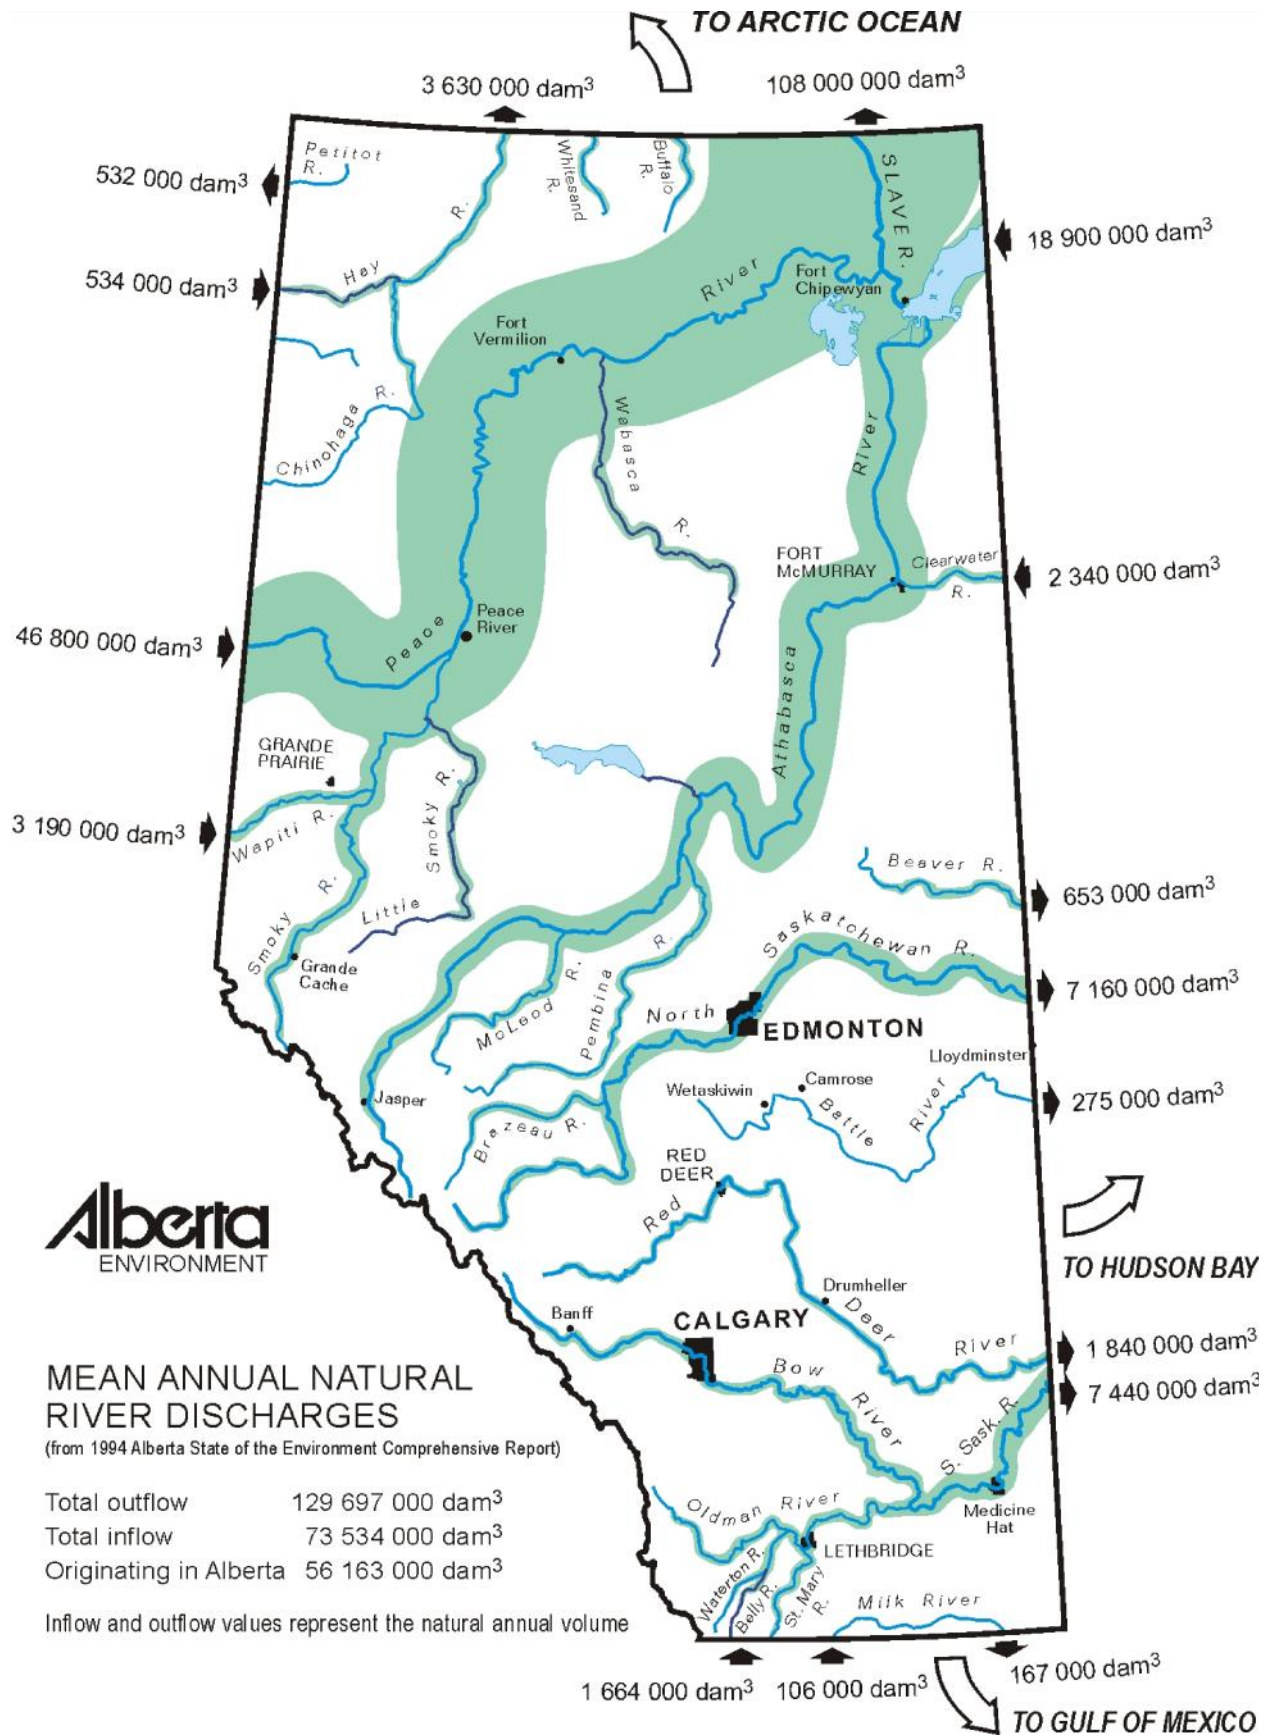 TO ARCTIC OCEAN
3 630 000 dam³
108 000 000 dam³
Petitot
R.
Whitesand
R.
Buffalo
R.
SLAVE R.
532 000 dam³
18 900 000 dam³
Hay
R.
534 000 dam³
River
Fort
Chipewyan
Fort
Vermilion
Chinohaga R.
Wabasca
R.
River
FORT
McMURRAY
Clearwater
R.
2 340 000 dam³
Peace
River
46 800 000 dam³
Peace
Athabasca
GRANDE
PRAIRIE
3 190 000 dam³
Wapiti R.
Smoky R.
Little
Beaver R.
653 000 dam³
Smoky
R.
Grande
Cache
Saskatchewan R.
7 160 000 dam³
McLeod
R.
Pembina
R.
North
EDMONTON
Lloydminster
Jasper
Wetaskiwin
Camrose
Battle
River
275 000 dam³
Brazeau R.
RED
DEER
Red
Alberta
ENVIRONMENT
TO HUDSON BAY
Drumheller
Banff
CALGARY
Deer
River
1 840 000 dam³
7 440 000 dam³
Bow
River
S. Sask. R.
MEAN ANNUAL NATURAL
RIVER DISCHARGES
(from 1994 Alberta State of the Environment Comprehensive Report)
Total outflow 129 697 000 dam³
Total inflow 73 534 000 dam³
Originating in Alberta 56 163 000 dam³
Inflow and outflow values represent the natural annual volume
Oldman River
Medicine
Hat
LETHBRIDGE
Waterton R.
Belly R.
St. Mary
R.
Milk River
1 664 000 dam³
106 000 dam³
167 000 dam³
TO GULF OF MEXICO